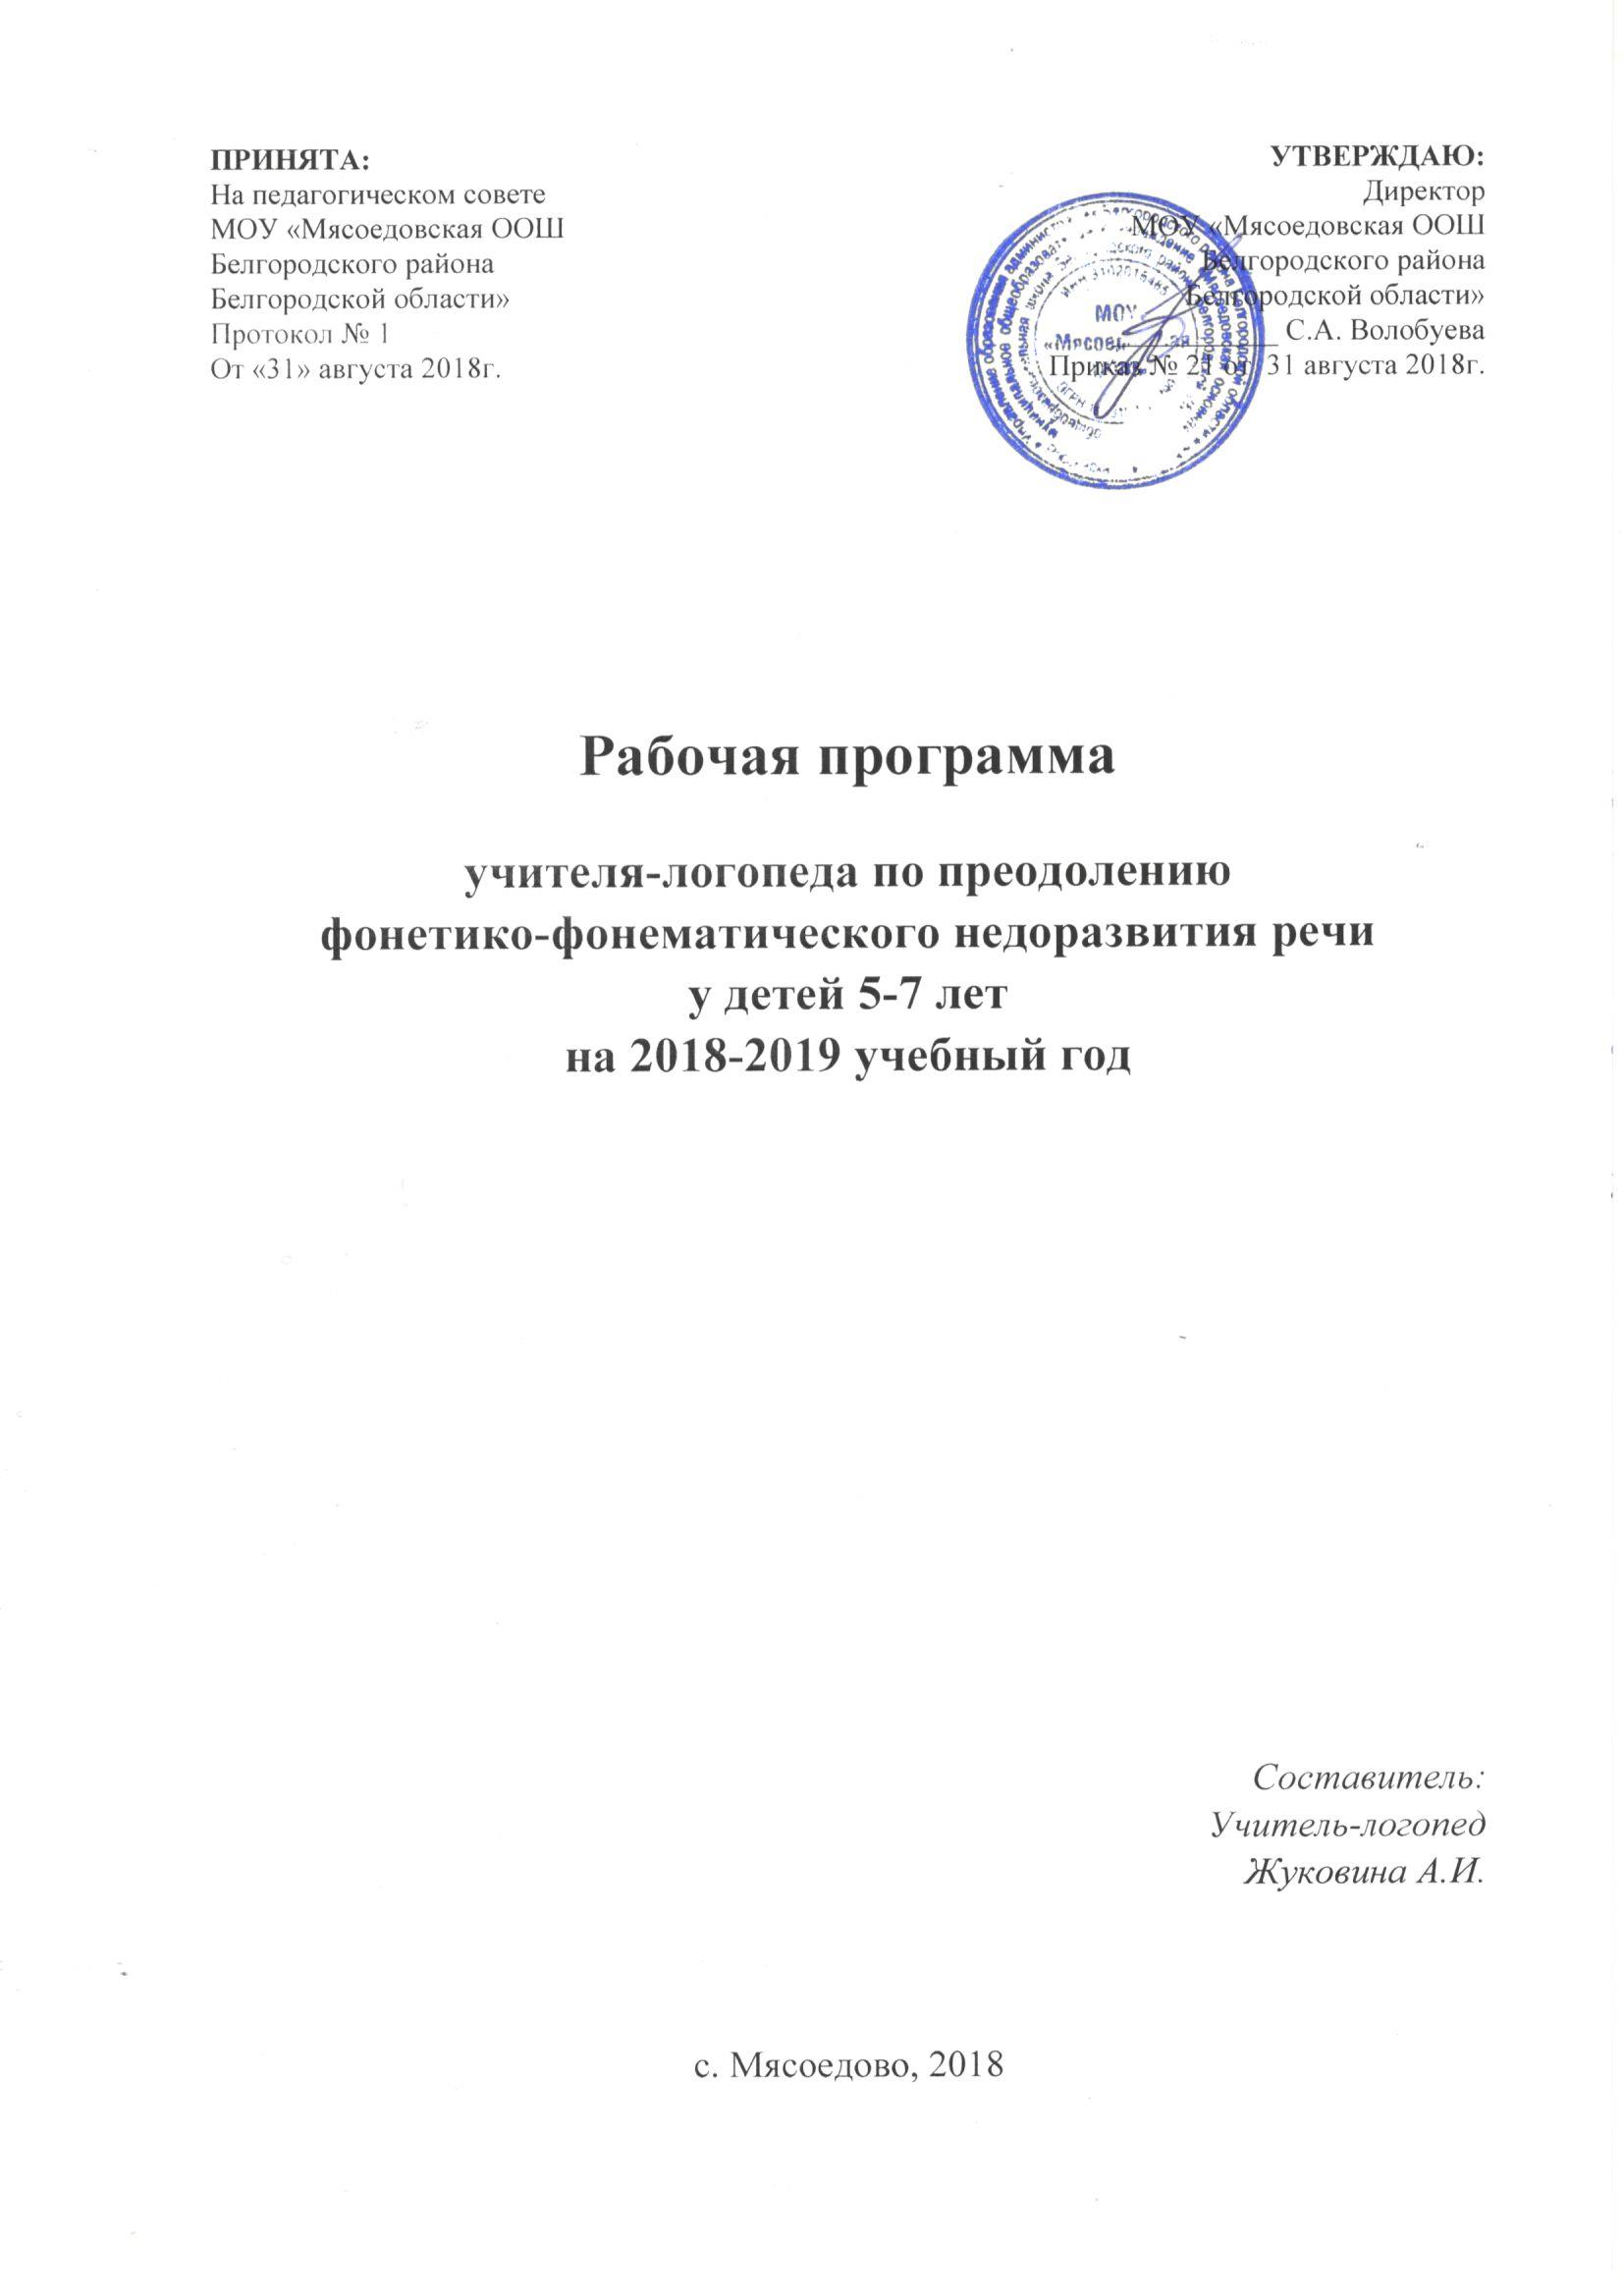 ПРИНЯТА:
На педагогическом совете
МОУ «Мясоедовская ООШ
Белгородского района
Белгородской области»
Протокол № 1
От «31» августа 2018г.
УТВЕРЖДАЮ:
Директор
МОУ «Мясоедовская ООШ
Белгородского района
Белгородской области»
С.А. Волобуева
Приказ № 21 от 31 августа 2018г.
МОУ
Рабочая программа
учителя-логопеда по преодолению
фонетико-фонематического недоразвития речи
у детей 5-7 лет
на 2018-2019 учебный год
Составитель:
Учитель-логопед
Жуковина А.И.
с. Мясоедово, 2018